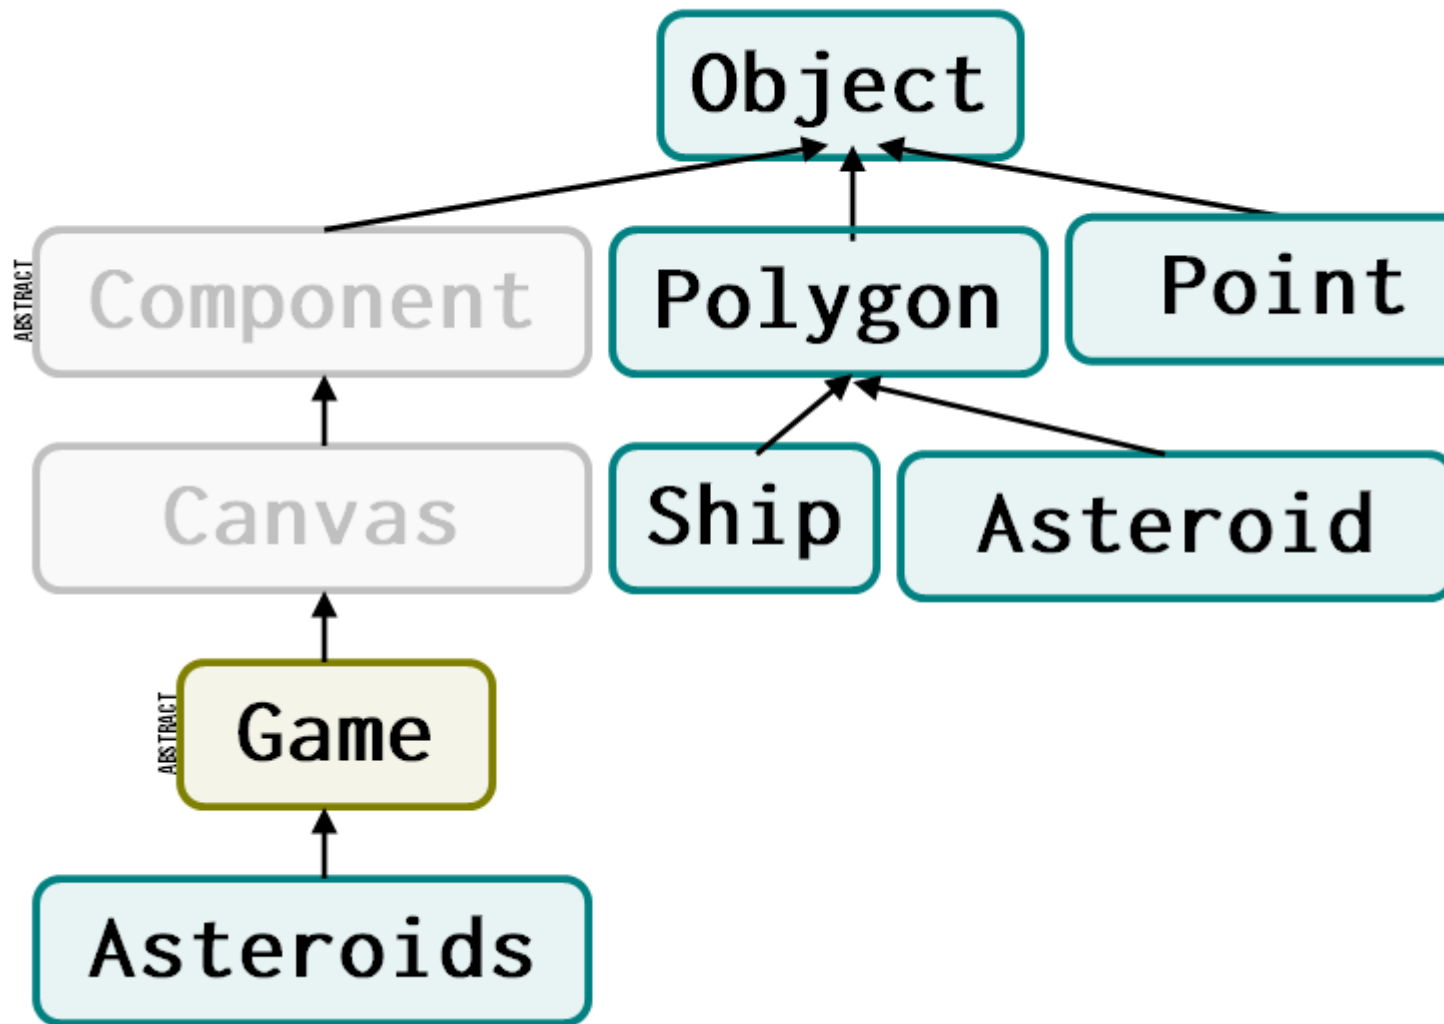 Object
ABSTRACT
Component
Polygon
Point
Canvas
Ship
Asteroid
ABSTRACT
Game
Asteroids